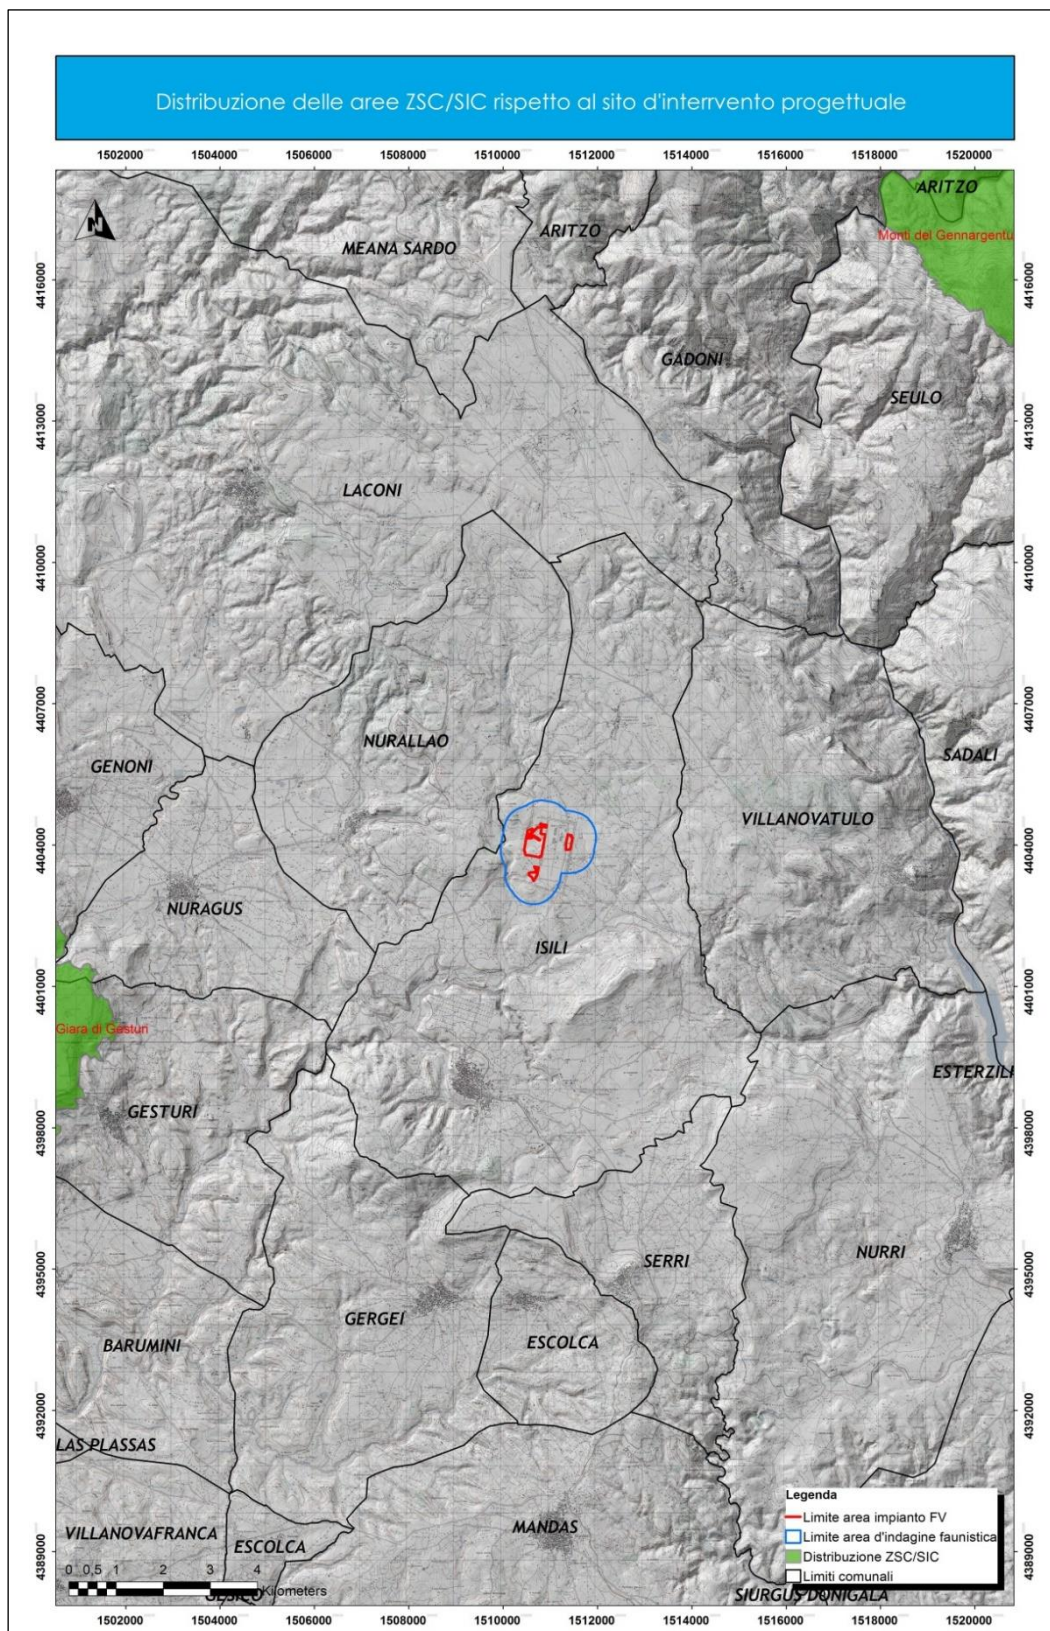 Distribuzione delle aree ZSC/SIC rispetto al sito d'interrvento progettuale
1502000 1504000 1506000 1508000 1510000 1512000 1514000 1516000 1518000 1520000
ARITZO
ARITZO
Monti del Gennargentu
MEANA SARDO
N
4416000 4416000
GADONI
SEULO
4413000 4413000
LACONI
4410000 4410000
4407000 4407000
NURALLAO
SADALI
GENONI
VILLANOVATULO
4404000 4404000
NURAGUS
ISILI
4401000 4401000
Giara di Gesturi
ESTERZILI
GESTURI
4398000 4398000
NURRI
SERRI
4395000 4395000
GERGEI
ESCOLCA
BARUMINI
4392000 4392000
LAS PLASSAS
Legenda
Limite area impianto FV
Limite area d'indagine faunistica
Distribuzione ZSC/SIC
Limiti comunali
MANDAS
VILLANOVAFRANCA
ESCOLCA
4389000 4389000
0 0,5 1 2 3 4
Kilometers
GESICO
SIURGUS DONIGALA
1502000 1504000 1506000 1508000 1510000 1512000 1514000 1516000 1518000 1520000